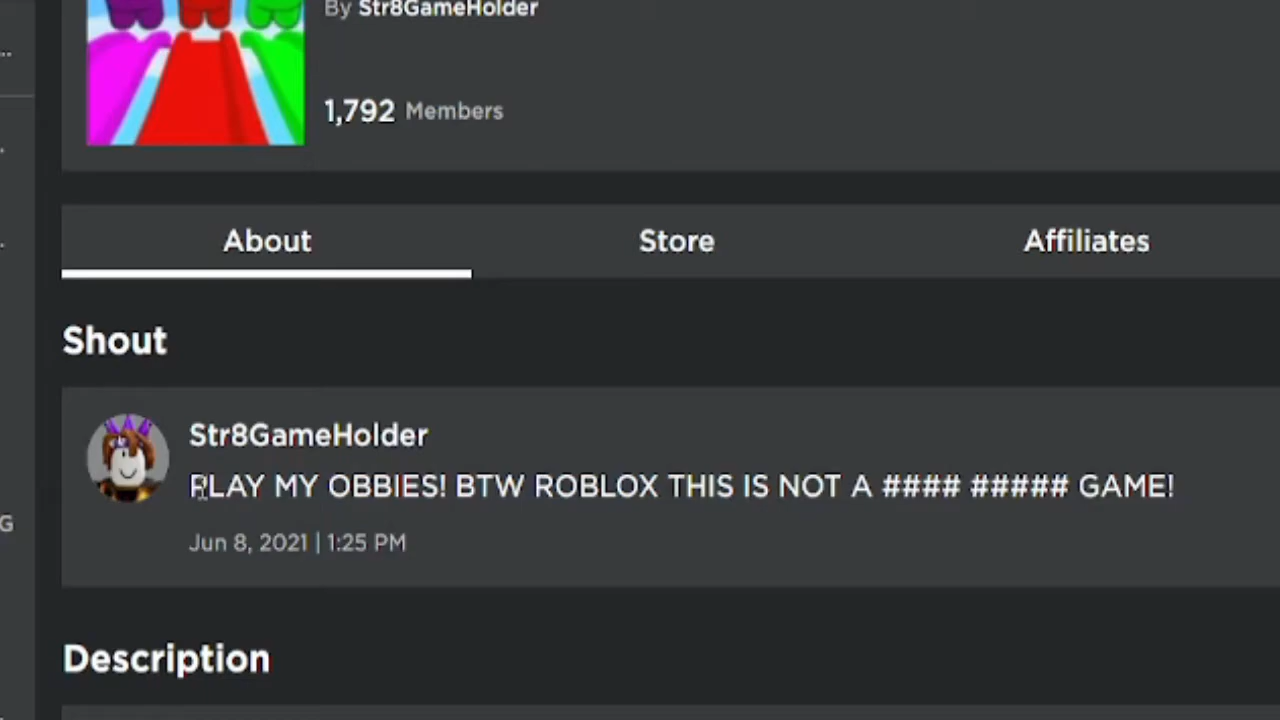 By Str8GameHolder
1,792 Members
About Store Affiliates
Shout
Str8GameHolder
PLAY MY OBBIES! BTW ROBLOX THIS IS NOT A #### ##### GAME!
Jun 8, 2021 | 1:25 PM
G
Description